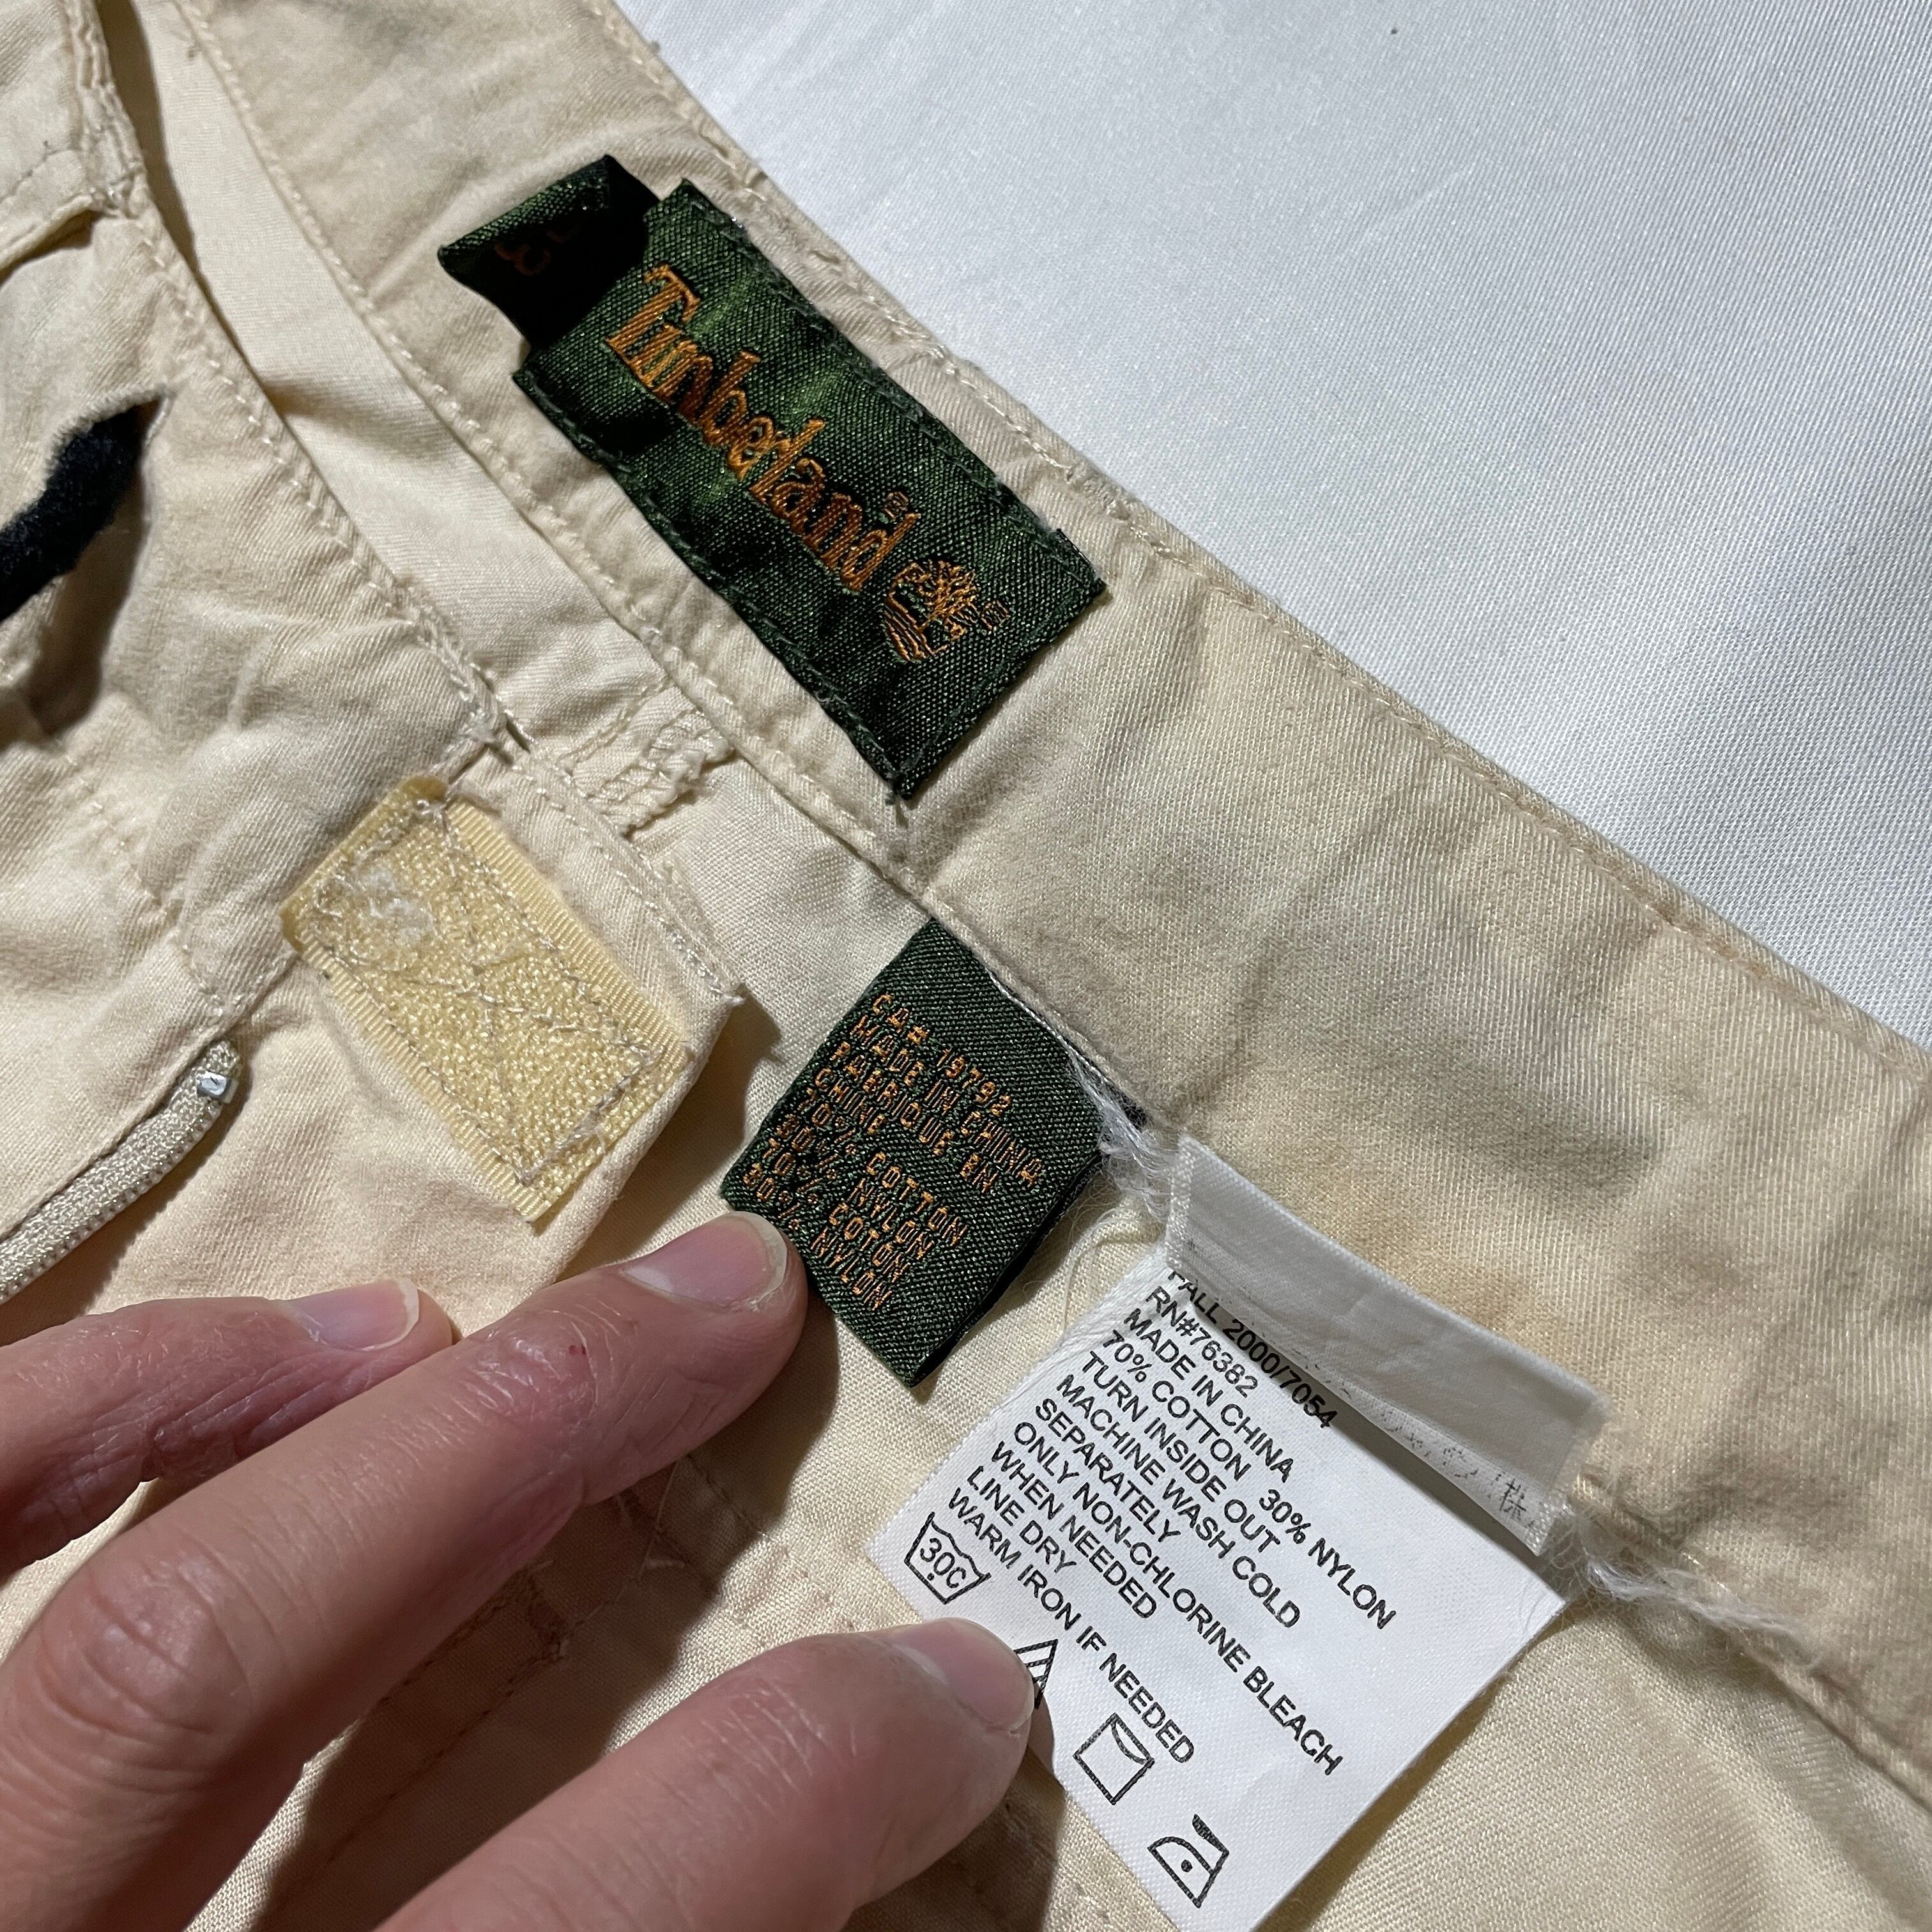 Timberland
CA# 19792
MADE IN CHINA
FABRIQUE EN
CHINE
70% COTTON
30% NYLON
70% COTON
30% NYLON
FALL 2000/7054
RN#76382
MADE IN CHINA
70% COTTON 30% NYLON
TURN INSIDE OUT
MACHINE WASH COLD
SEPARATELY
ONLY NON-CHLORINE BLEACH
WHEN NEEDED
LINE DRY
WARM IRON IF NEEDED
30C